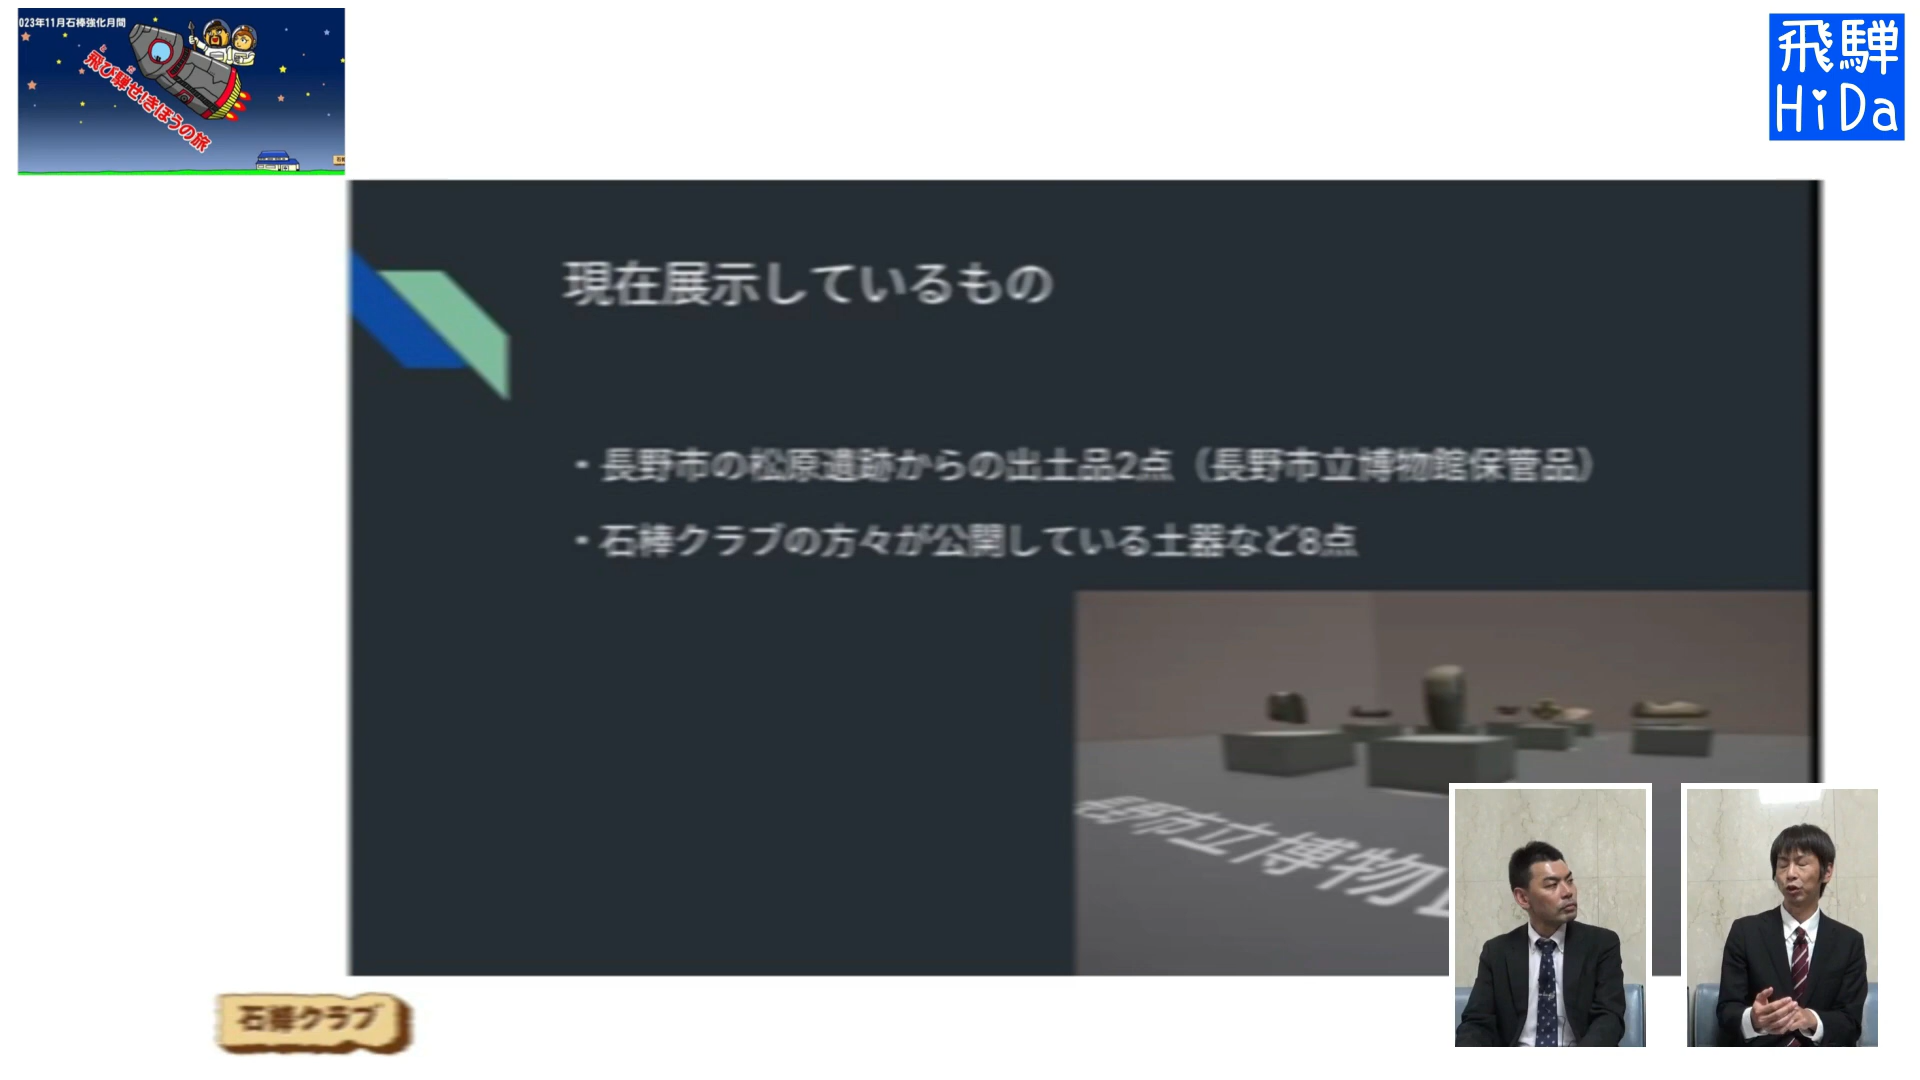 023年11月石棒強化月間
飛び騨せ!きぼうの旅
飛騨
HiDa
現在展示しているもの
・長野市の松原遺跡からの出土品2点（長野市立博物館保管品）
・石棒クラブの方々が公開している土器など8点
長野市立博物
石棒クラブ